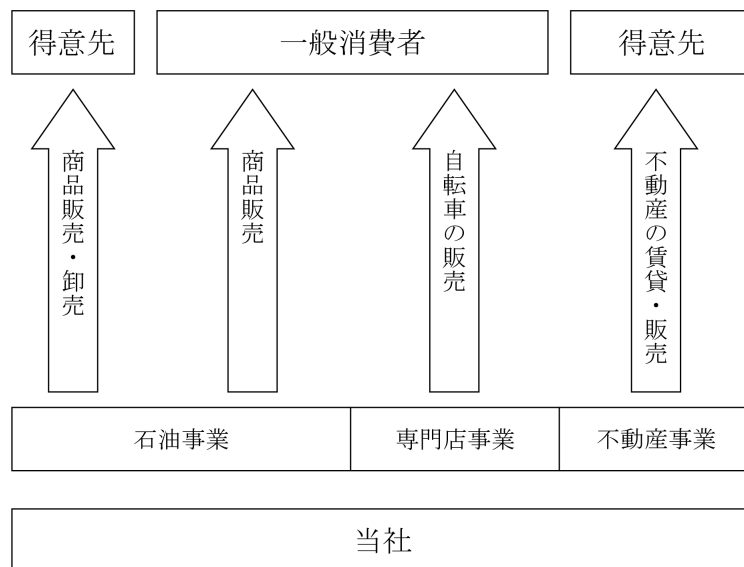 得意先
一般消費者
得意先
商品販売・卸売
商品販売
自転車の販売
不動産の賃貸・販売
石油事業
専門店事業
不動産事業
当社